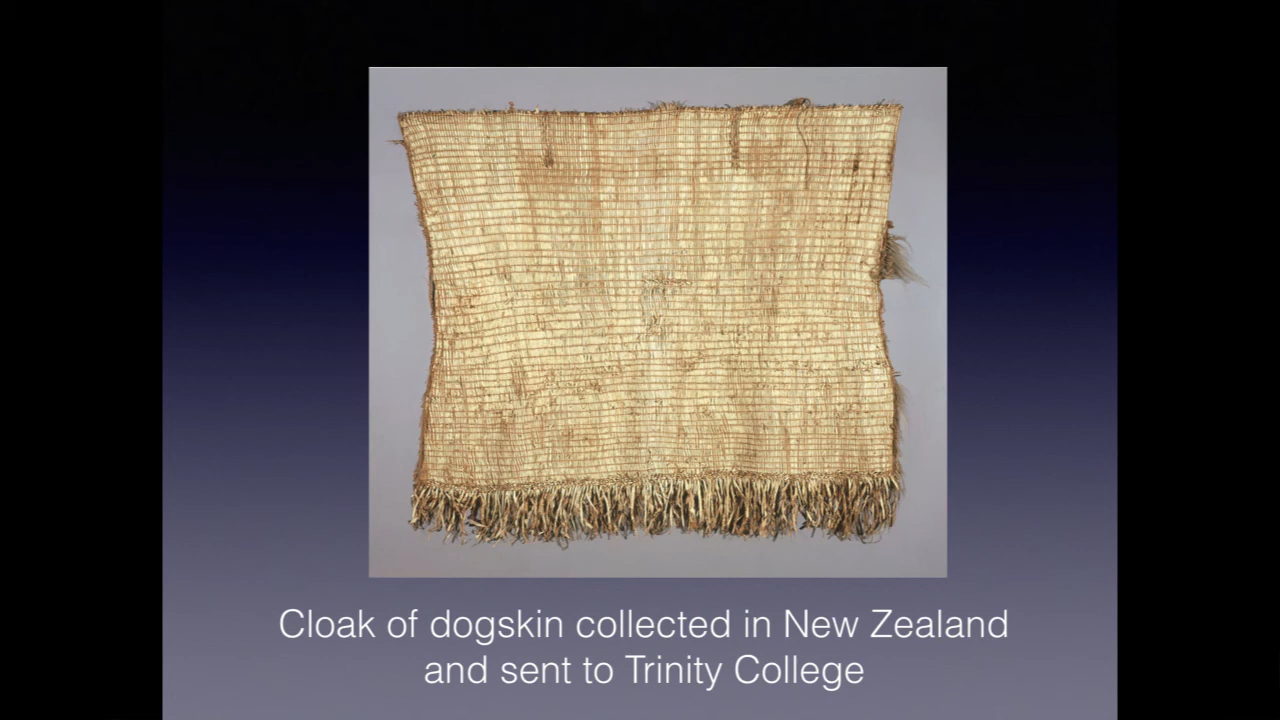 Cloak of dogskin collected in New Zealand
and sent to Trinity College